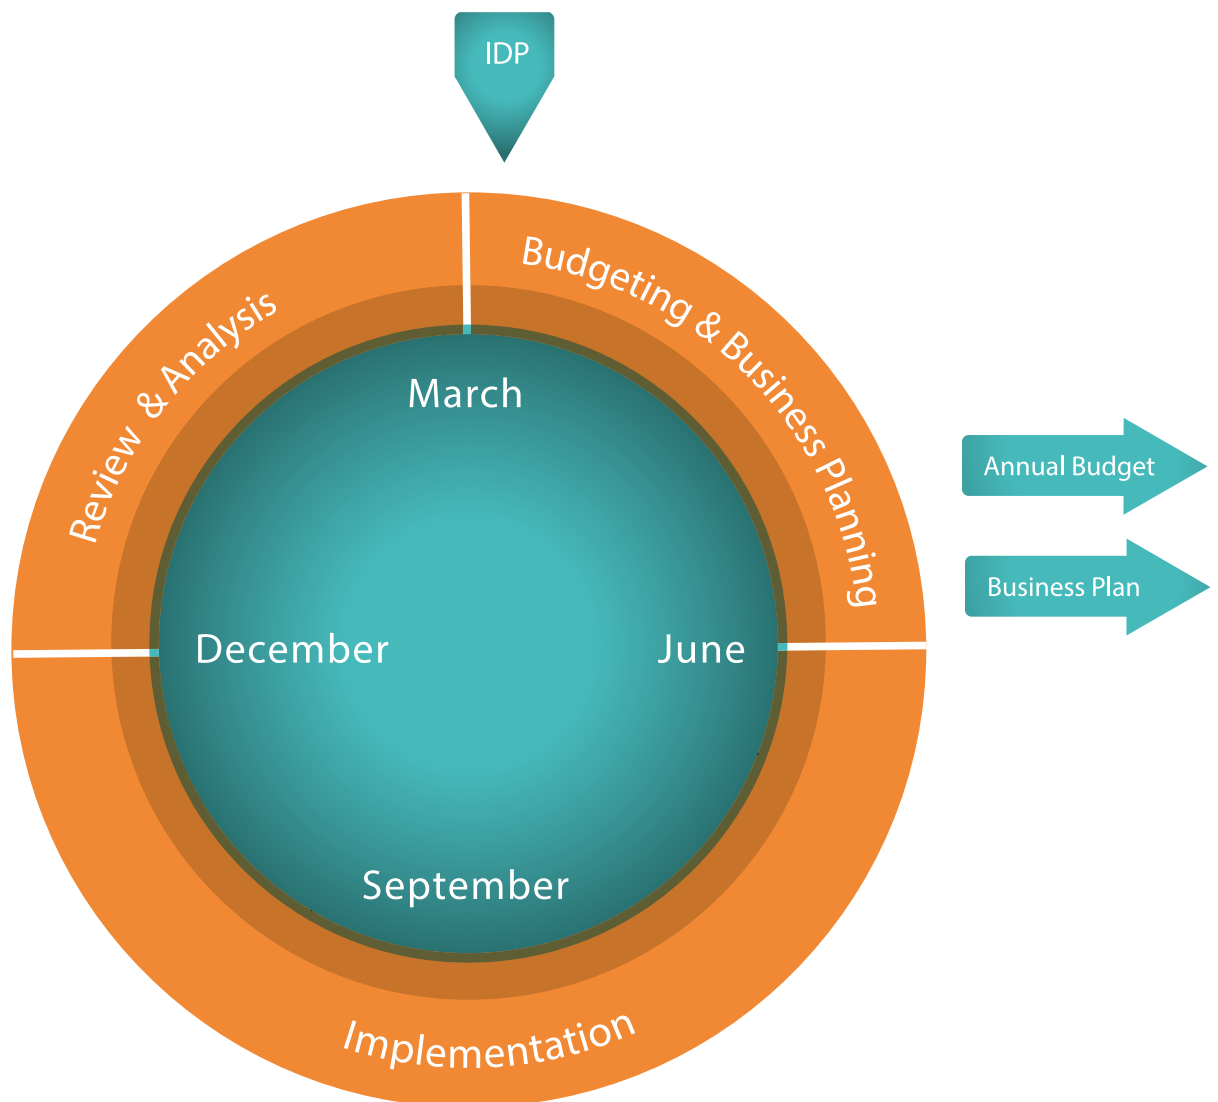 IDP
Budgeting & Business Planning
Review & Analysis
March
Annual Budget
Business Plan
December
June
September
Implementation